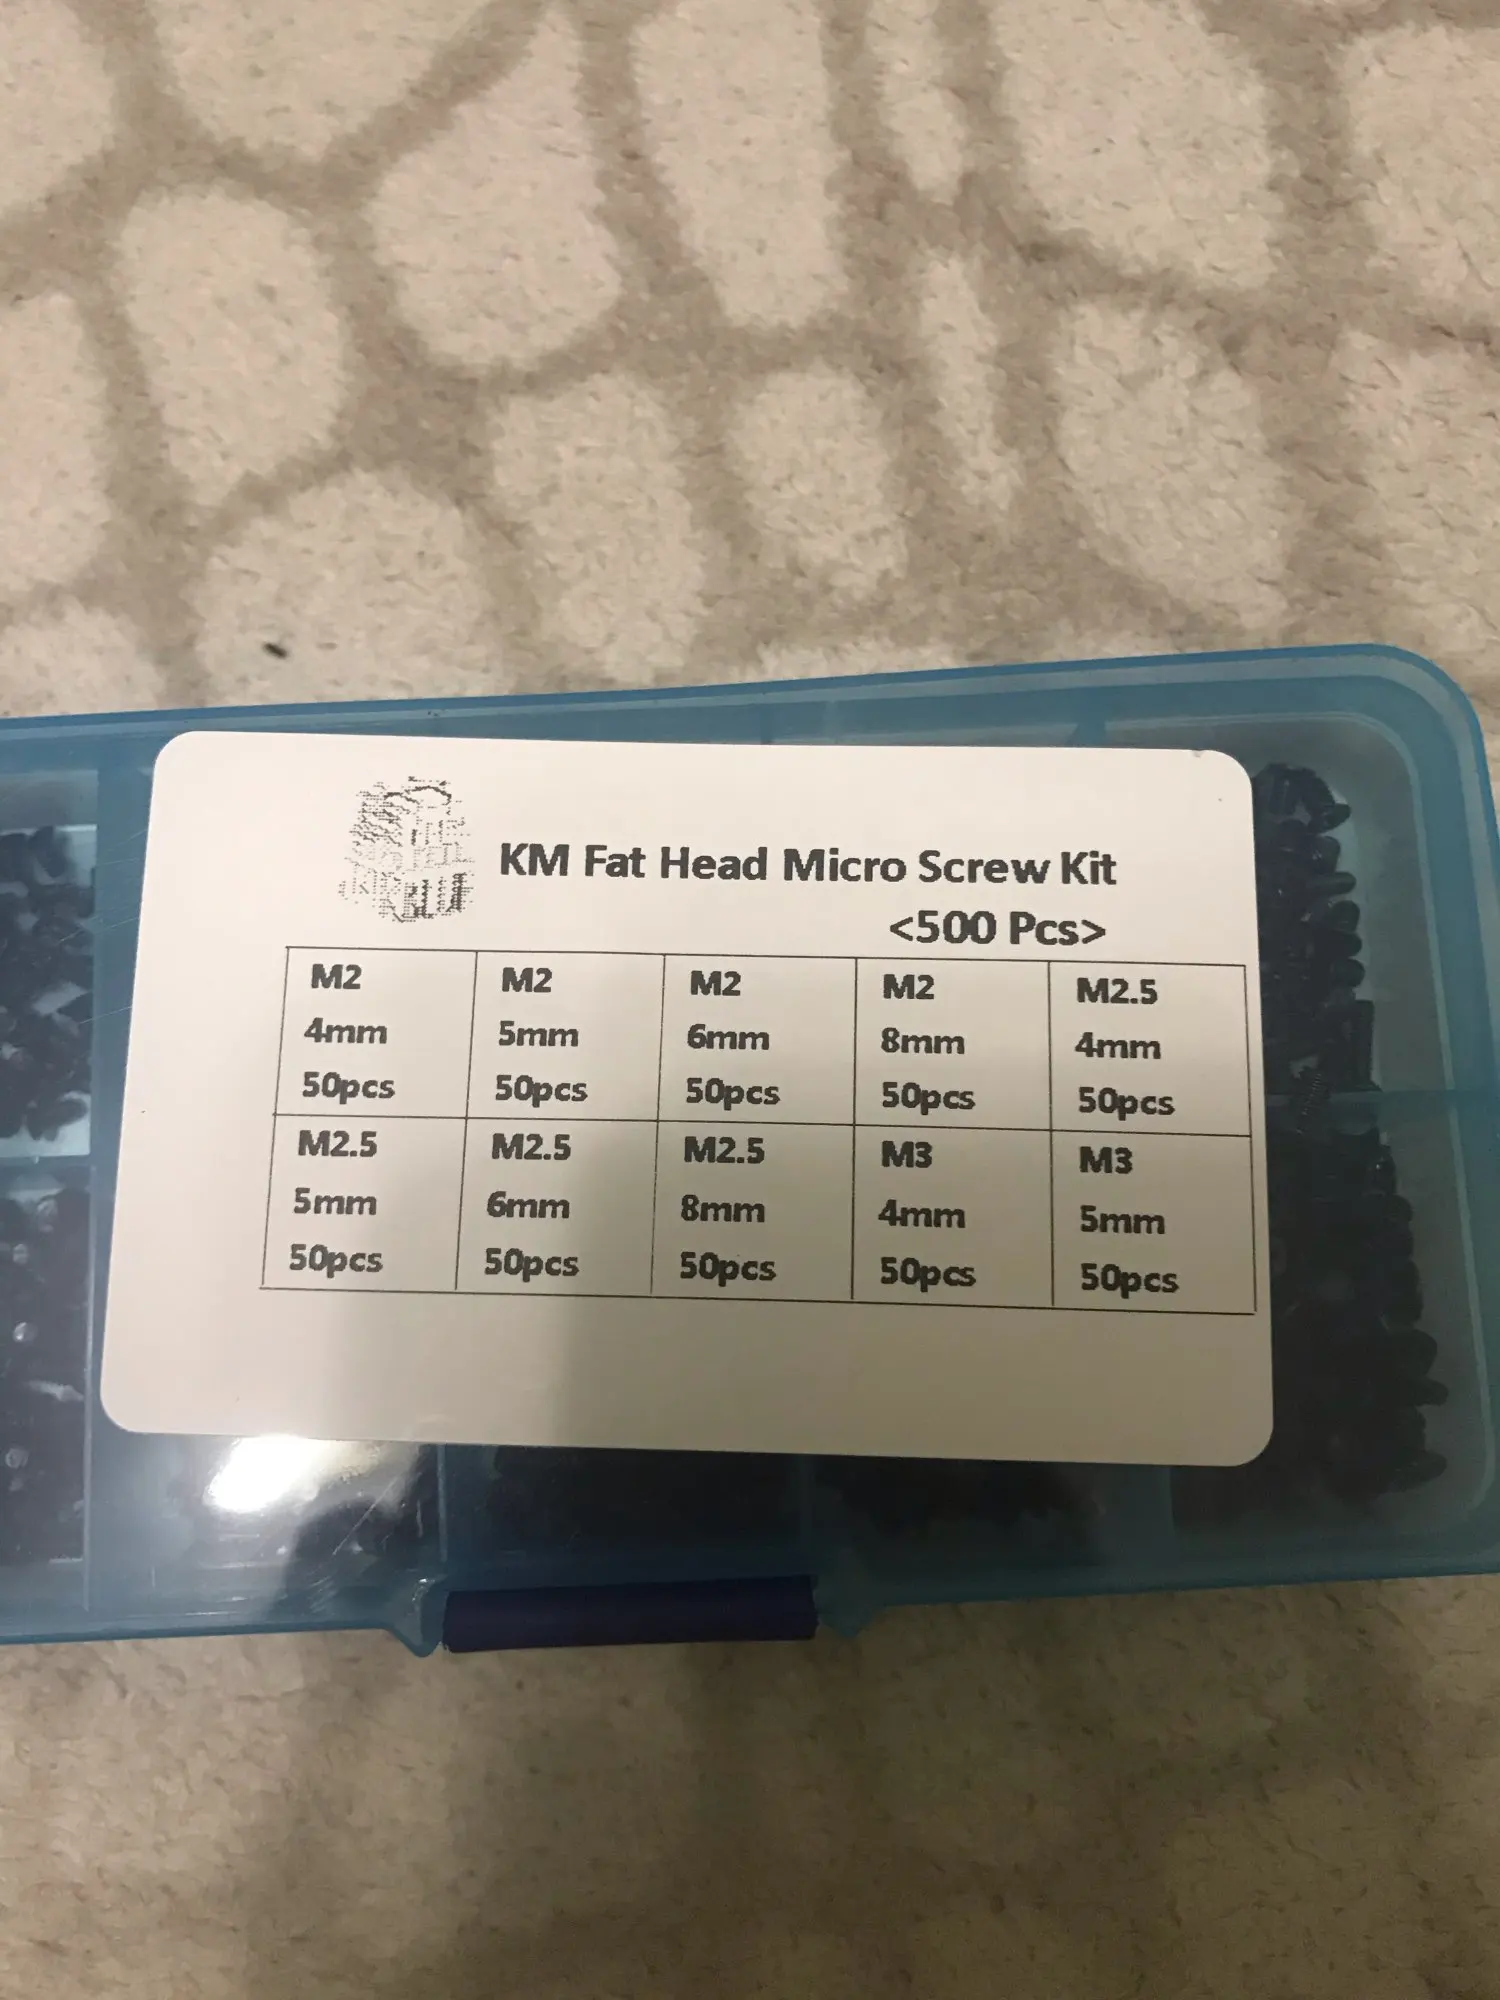 KM Fat Head Micro Screw Kit
<500 Pcs>
M2 M2 M2 M2 M2.5
4mm 5mm 6mm 8mm 4mm
50pcs 50pcs 50pcs 50pcs 50pcs
M2.5 M2.5 M2.5 M3 M3
5mm 6mm 8mm 4mm 5mm
50pcs 50pcs 50pcs 50pcs 50pcs